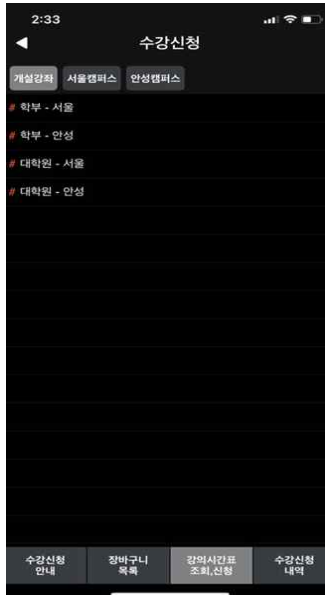 2:33
수강신청
개설강좌 서울캠퍼스 안성캠퍼스
# 학부 - 서울
# 학부 - 안성
# 대학원 - 서울
# 대학원 - 안성
수강신청 장바구니 강의시간표 수강신청
안내 목록 조회,신청 내역